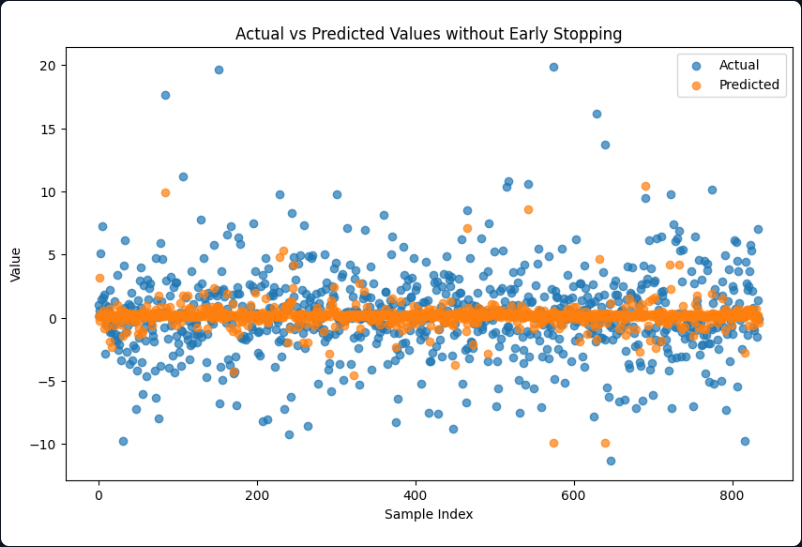 Actual vs Predicted Values without Early Stopping
Actual
Predicted
Value
20
15
10
5
0
−5
−10
0 200 400 600 800
Sample Index